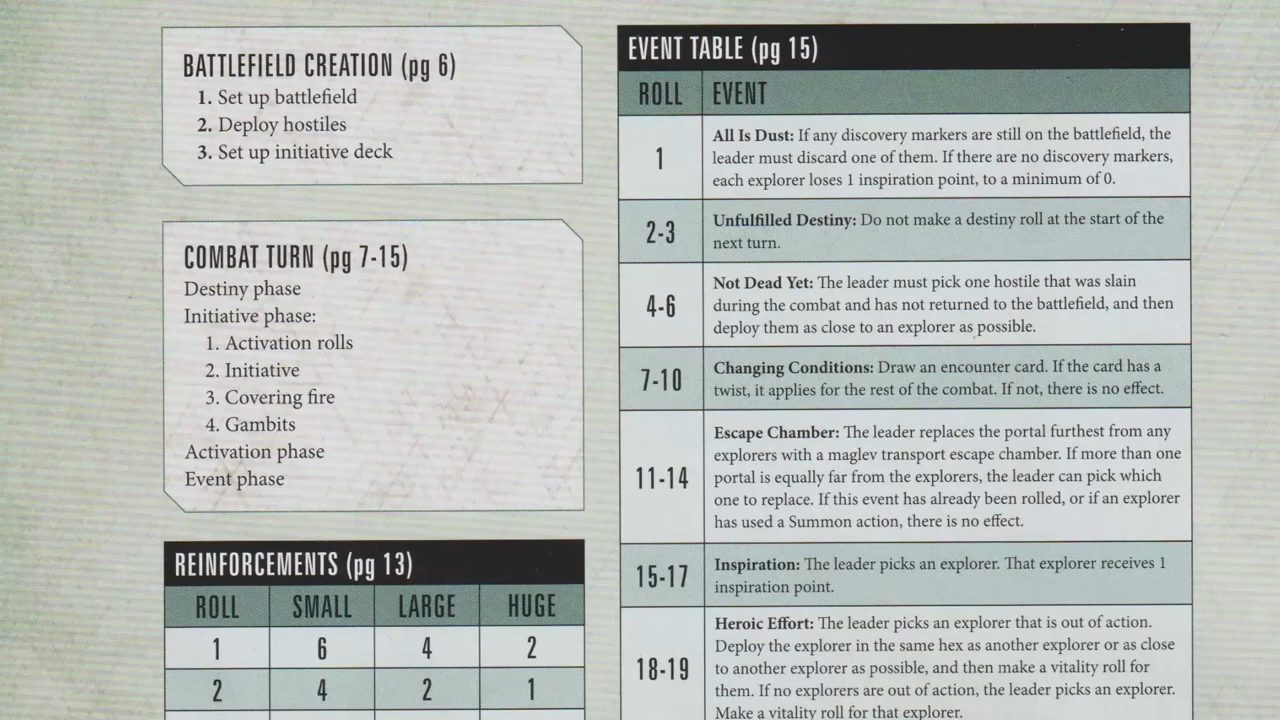 BATTLEFIELD CREATION (pg 6)
1. Set up battlefield
2. Deploy hostiles
3. Set up initiative deck
COMBAT TURN (pg 7-15)
Destiny phase
Initiative phase:
1. Activation rolls
2. Initiative
3. Covering fire
4. Gambits
Activation phase
Event phase
REINFORCEMENTS (pg 13)
ROLL SMALL LARGE HUGE
1 6 4 2
2 4 2 1
EVENT TABLE (pg 15)
ROLL EVENT
1
All Is Dust: If any discovery markers are still on the battlefield, the
leader must discard one of them. If there are no discovery markers,
each explorer loses 1 inspiration point, to a minimum of 0.
2-3
Unfulfilled Destiny: Do not make a destiny roll at the start of the
next turn.
4-6
Not Dead Yet: The leader must pick one hostile that was slain
during the combat and has not returned to the battlefield, and then
deploy them as close to an explorer as possible.
7-10
Changing Conditions: Draw an encounter card. If the card has a
twist, it applies for the rest of the combat. If not, there is no effect.
11-14
Escape Chamber: The leader replaces the portal furthest from any
explorers with a maglev transport escape chamber. If more than one
portal is equally far from the explorers, the leader can pick which
one to replace. If this event has already been rolled, or if an explorer
has used a Summon action, there is no effect.
15-17
Inspiration: The leader picks an explorer. That explorer receives 1
inspiration point.
18-19
Heroic Effort: The leader picks an explorer that is out of action.
Deploy the explorer in the same hex as another explorer or as close
to another explorer as possible, and then make a vitality roll for
them. If no explorers are out of action, the leader picks an explorer.
Make a vitality roll for that explorer.